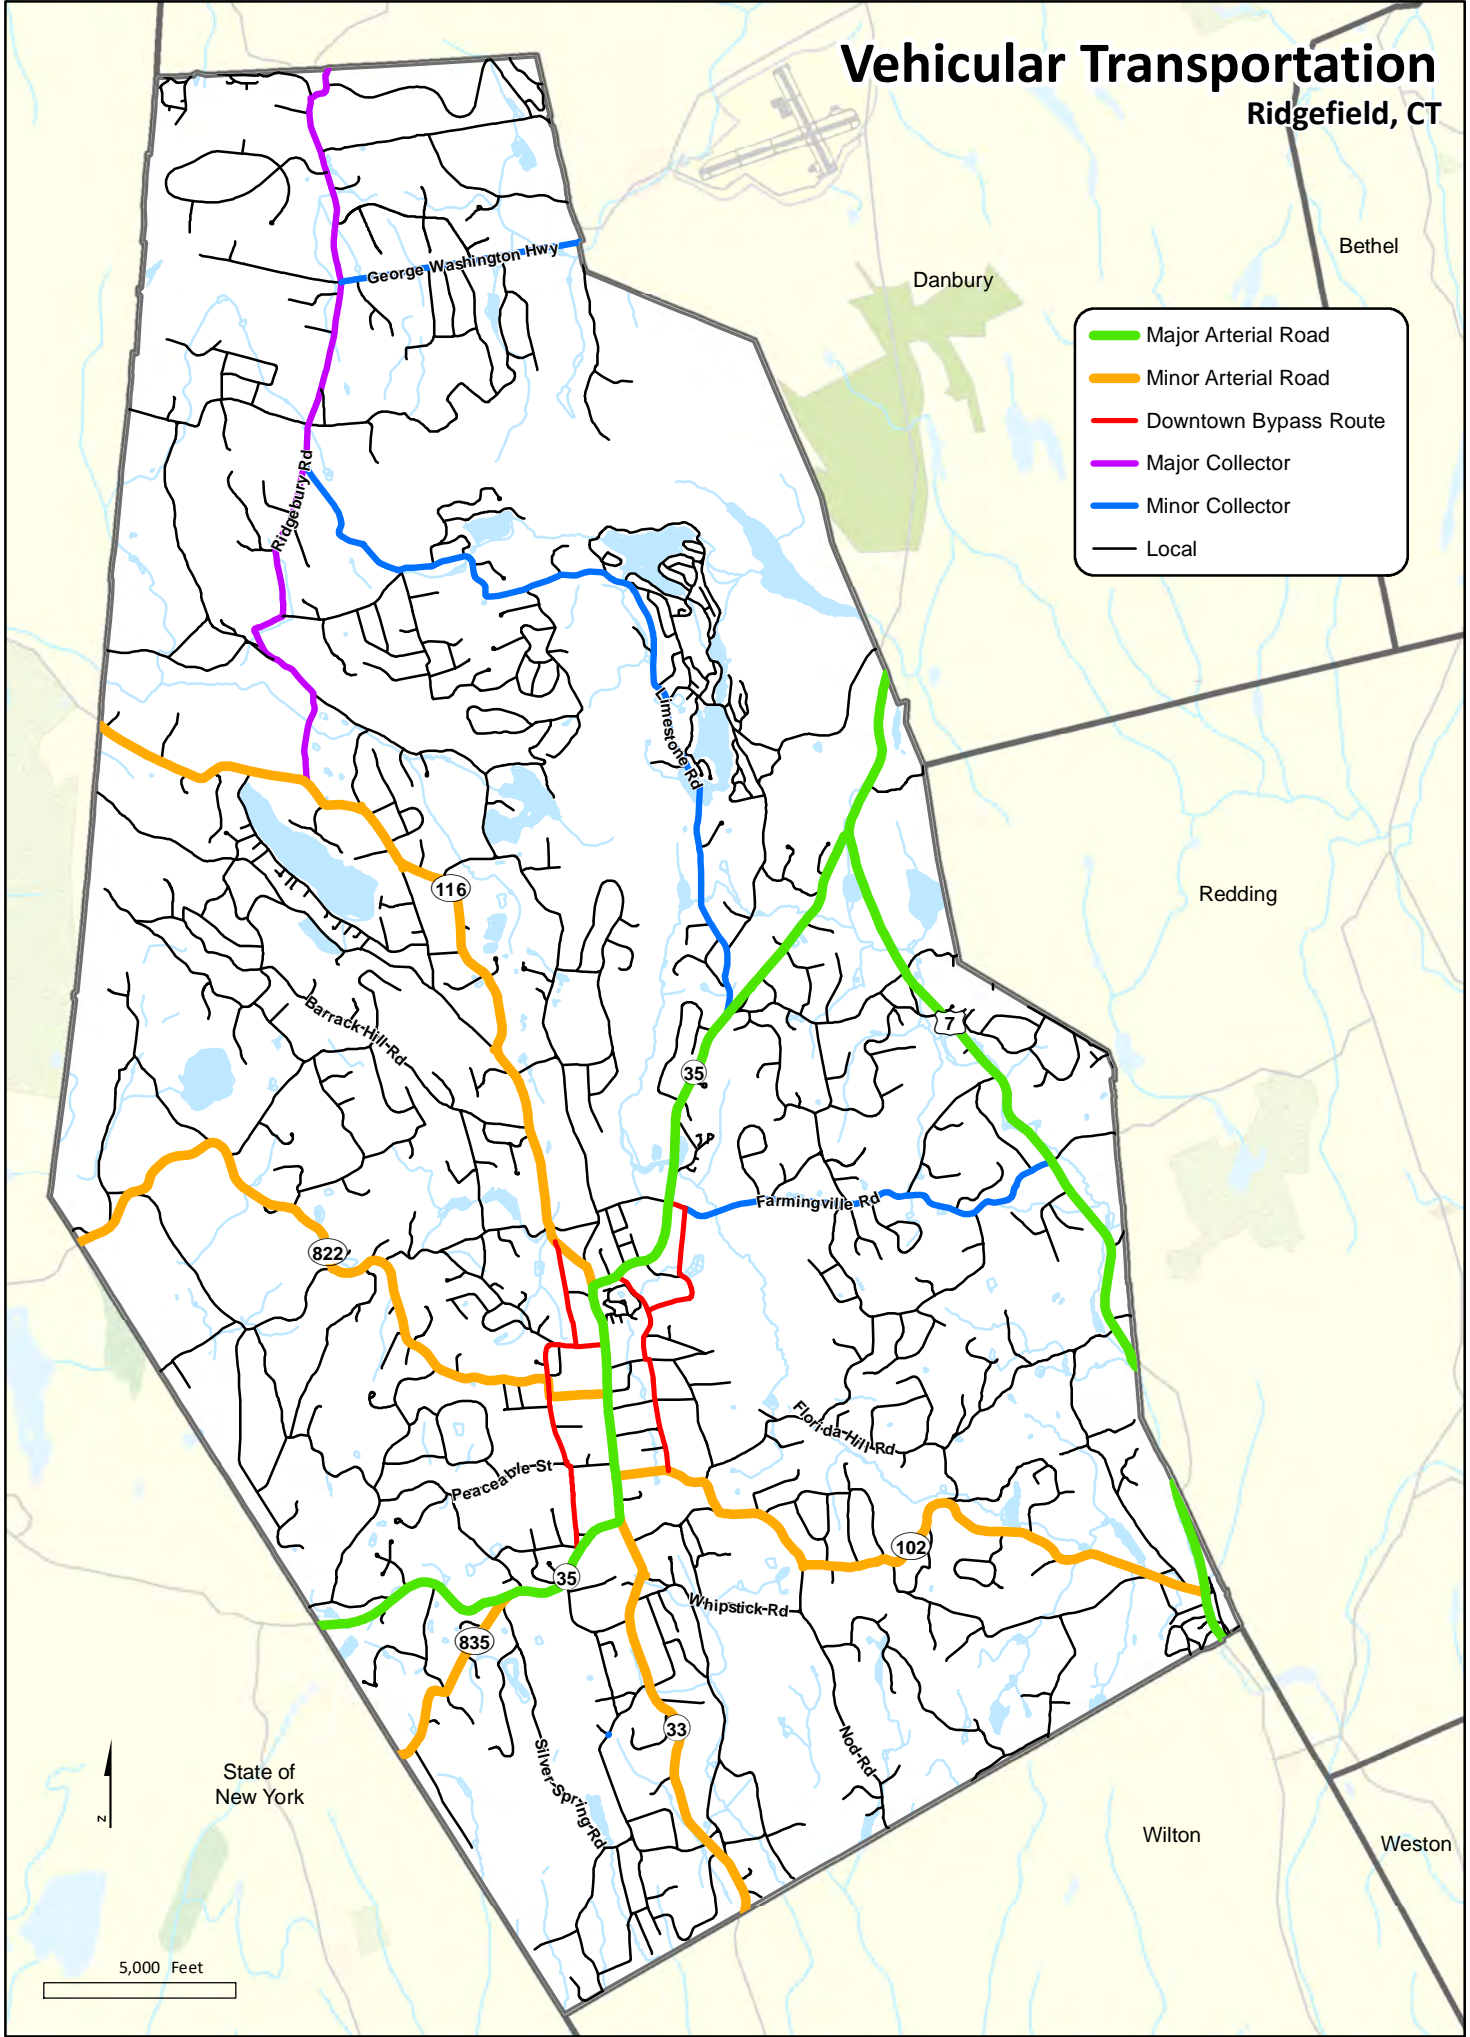 Vehicular Transportation
Ridgefield, CT
Bethel
Danbury
George Washington Hwy
Major Arterial Road
Minor Arterial Road
Downtown Bypass Route
Major Collector
Minor Collector
Local
Ridgebury Rd
Limestone Rd
116
Redding
Barrack Hill Rd
7
35
Farmingville Rd
822
Florida Hill Rd
Peaceable St
102
35
Whipstick Rd
835
33
Nod Rd
Silver Spring Rd
State of
New York
z
Wilton
Weston
5,000 Feet